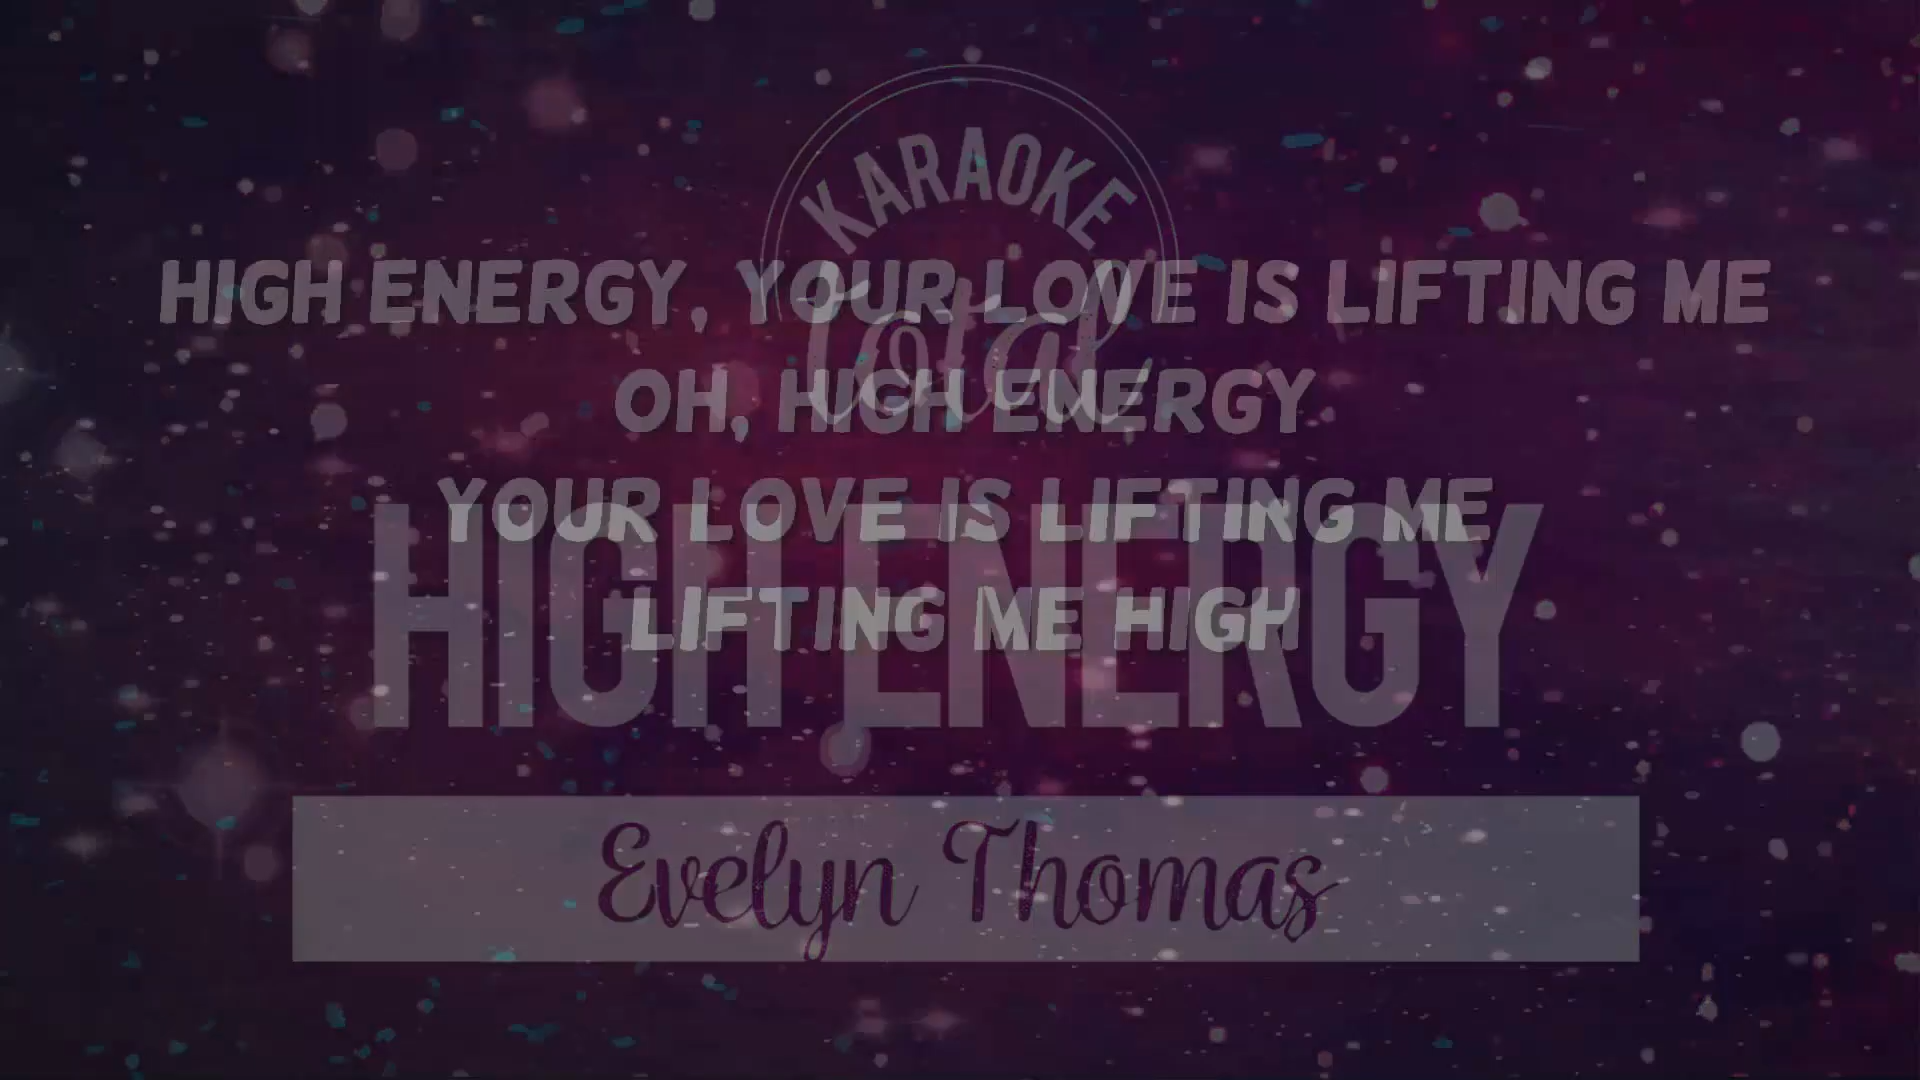 KARAOKE
total
HIGH ENERGY, YOUR LOVE IS LIFTING ME
OH, HIGH ENERGY
YOUR LOVE IS LIFTING ME
LIFTING ME HIGH
HIGH ENERGY
Evelyn Thomas